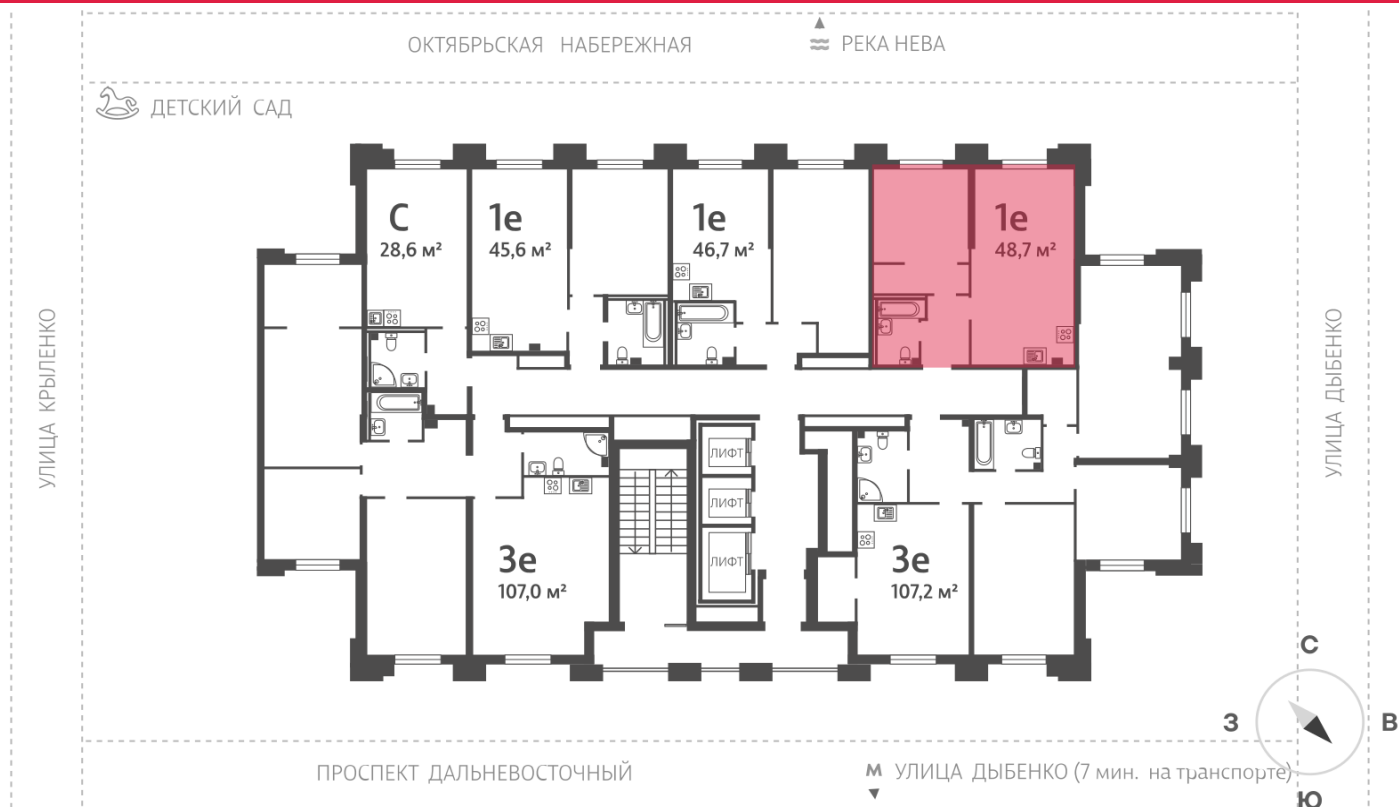 ОКТЯБРЬСКАЯ НАБЕРЕЖНАЯ
РЕКА НЕВА
ДЕТСКИЙ САД
УЛИЦА КРЫЛЕНКО
УЛИЦА ДЫБЕНКО
С
28,6 м²
1е
45,6 м²
1е
46,7 м²
1е
48,7 м²
ЛИФТ
ЛИФТ
ЛИФТ
3е
107,0 м²
3е
107,2 м²
С
З
В
Ю
ПРОСПЕКТ ДАЛЬНЕВОСТОЧНЫЙ
М УЛИЦА ДЫБЕНКО (7 мин. на транспорте)